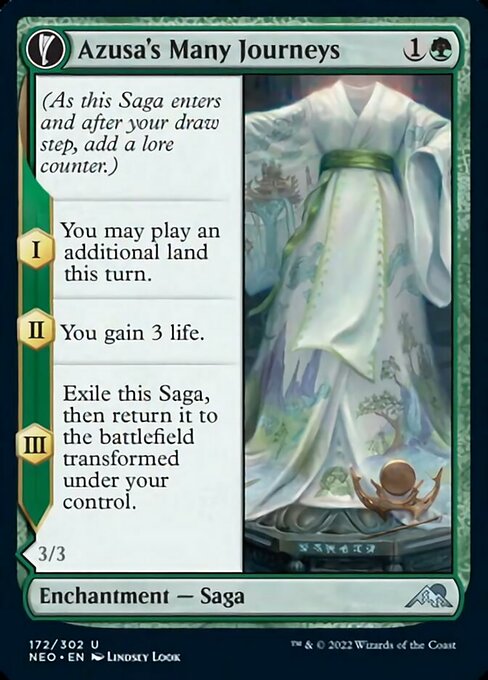 Azusa's Many Journeys 1
(As this Saga enters
and after your draw
step, add a lore
counter.)
I
You may play an
additional land
this turn.
II
You gain 3 life.
III
Exile this Saga,
then return it to
the battlefield
transformed
under your
control.
3/3
Enchantment — Saga
172/302 U
NEO • EN Lindsey Look
™ & © 2022 Wizards of the Coast